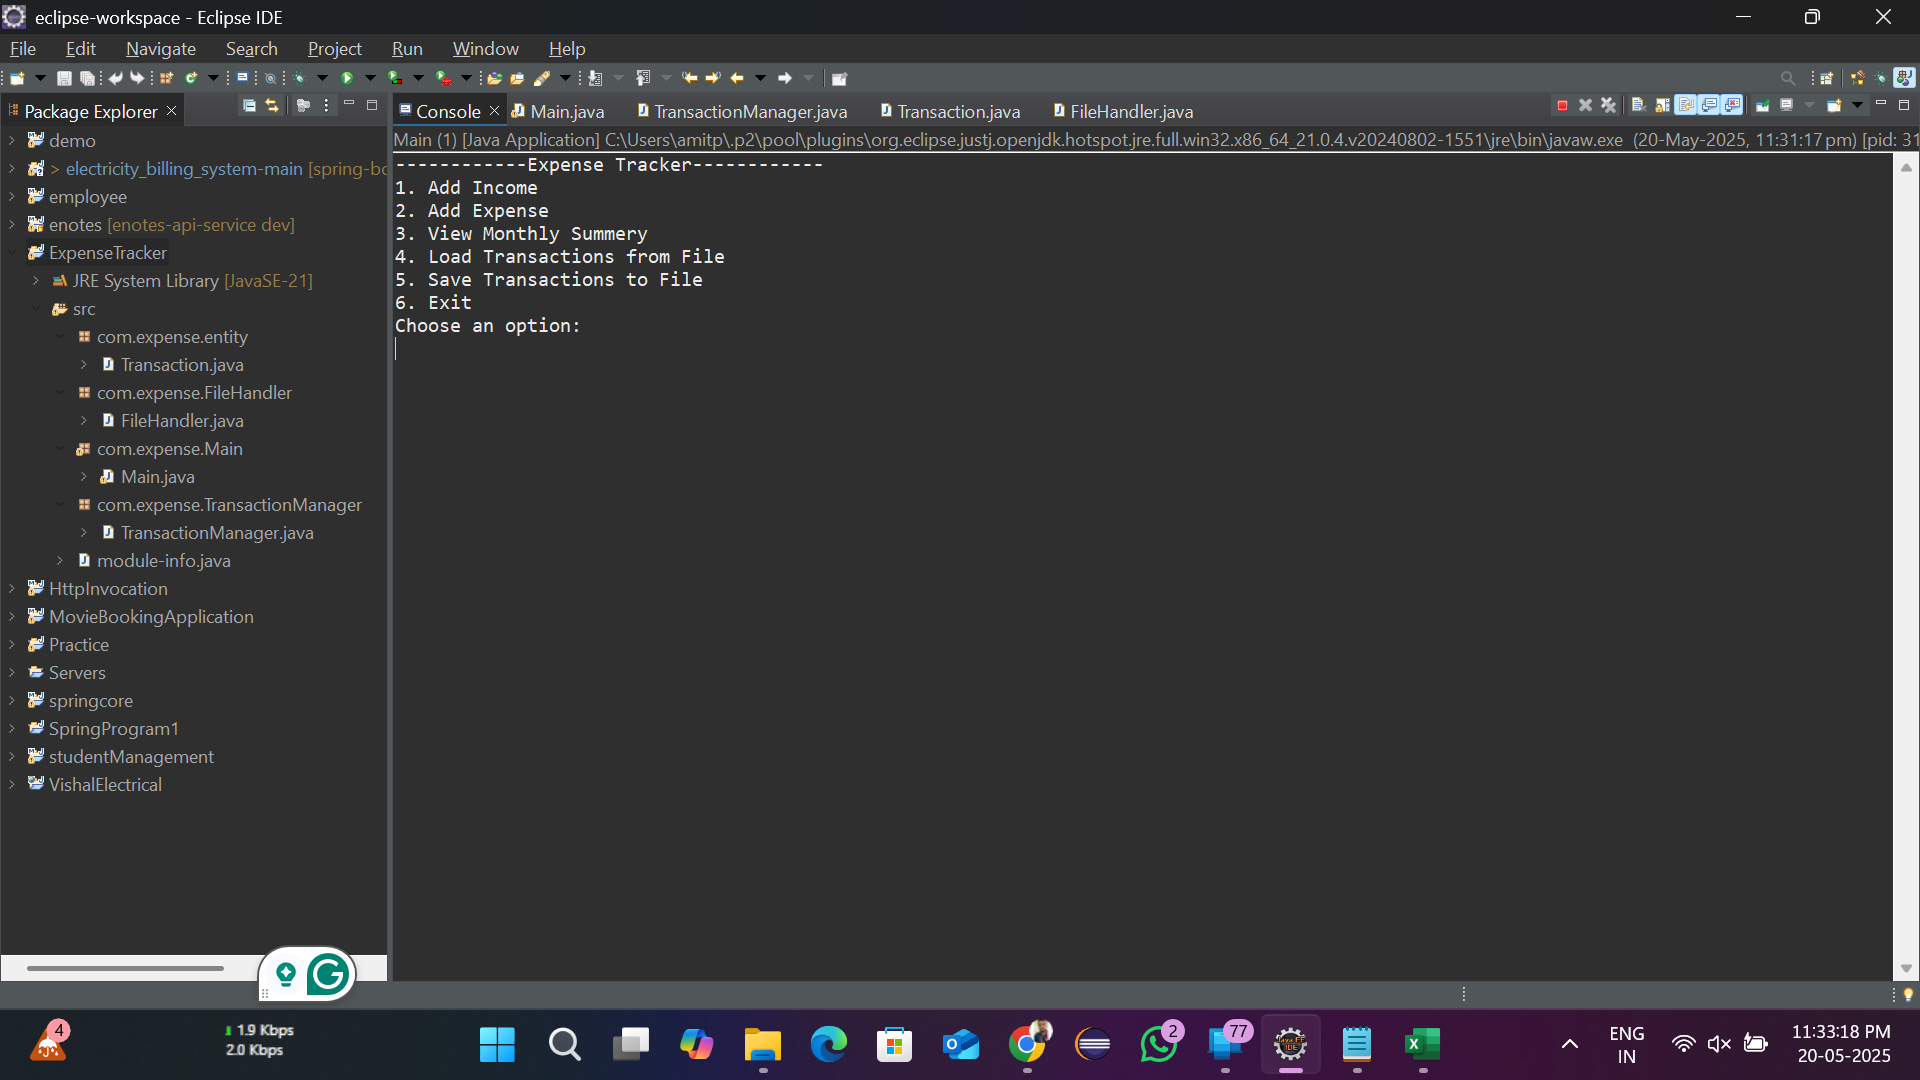 eclipse-workspace - Eclipse IDE
File Edit Navigate Search Project Run Window Help
Package Explorer
demo
> electricity_billing_system-main [spring-bo
employee
enotes [enotes-api-service dev]
ExpenseTracker
JRE System Library [JavaSE-21]
src
com.expense.entity
Transaction.java
com.expense.FileHandler
FileHandler.java
com.expense.Main
Main.java
com.expense.TransactionManager
TransactionManager.java
module-info.java
HttpInvocation
MovieBookingApplication
Practice
Servers
springcore
SpringProgram1
studentManagement
VishalElectrical
Console Main.java TransactionManager.java Transaction.java FileHandler.java
Main (1) [Java Application] C:\Users\amitp\.p2\pool\plugins\org.eclipse.justj.openjdk.hotspot.jre.full.win32.x86_64_21.0.4.v20240802-1551\jre\bin\javaw.exe (20-May-2025, 11:31:17 pm) [pid: 31
------------Expense Tracker------------
1. Add Income
2. Add Expense
3. View Monthly Summery
4. Load Transactions from File
5. Save Transactions to File
6. Exit
Choose an option:
4
1.9 Kbps
2.0 Kbps
2
77
Java EE
IDE
ENG
IN
11:33:18 PM
20-05-2025